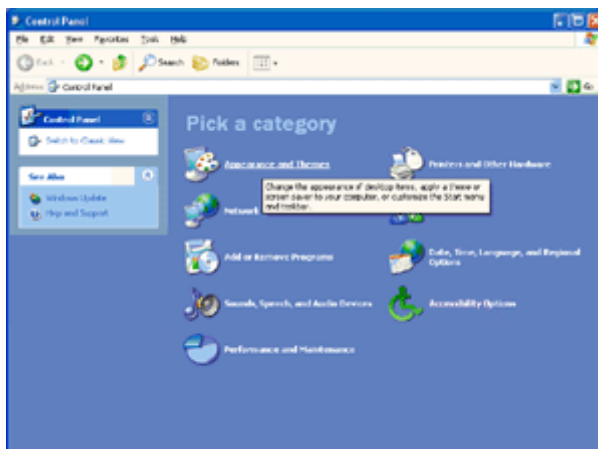 Control Panel
File Edit View Favorites Tools Help
Back Search Folders
Address Control Panel Go
Control Panel
Switch to Classic View
See Also
Windows Update
Help and Support
Pick a category
Appearance and Themes
Printers and Other Hardware
Change the appearance of desktop items, apply a theme or
screen saver to your computer, or customize the Start menu
and taskbar.
Network
Add or Remove Programs
Date, Time, Language, and Regional
Options
Sounds, Speech, and Audio Devices
Accessibility Options
Performance and Maintenance